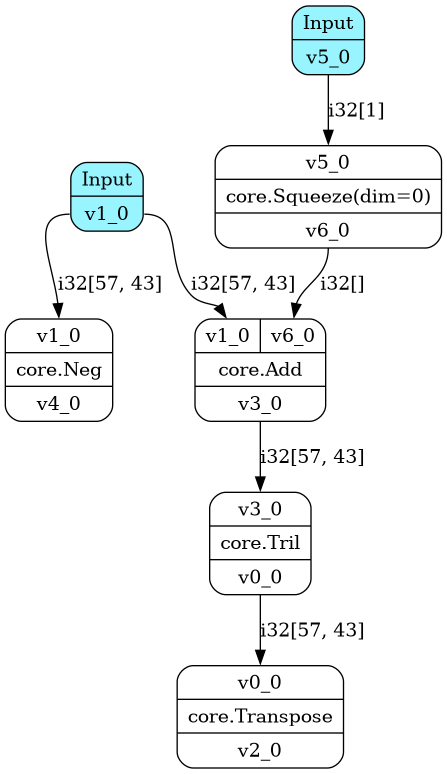 Input
v5_0
i32[1]
v5_0
core.Squeeze(dim=0)
v6_0
Input
v1_0
i32[57, 43]
i32[57, 43]
i32[]
v1_0
core.Neg
v4_0
v1_0 v6_0
core.Add
v3_0
i32[57, 43]
v3_0
core.Tril
v0_0
i32[57, 43]
v0_0
core.Transpose
v2_0